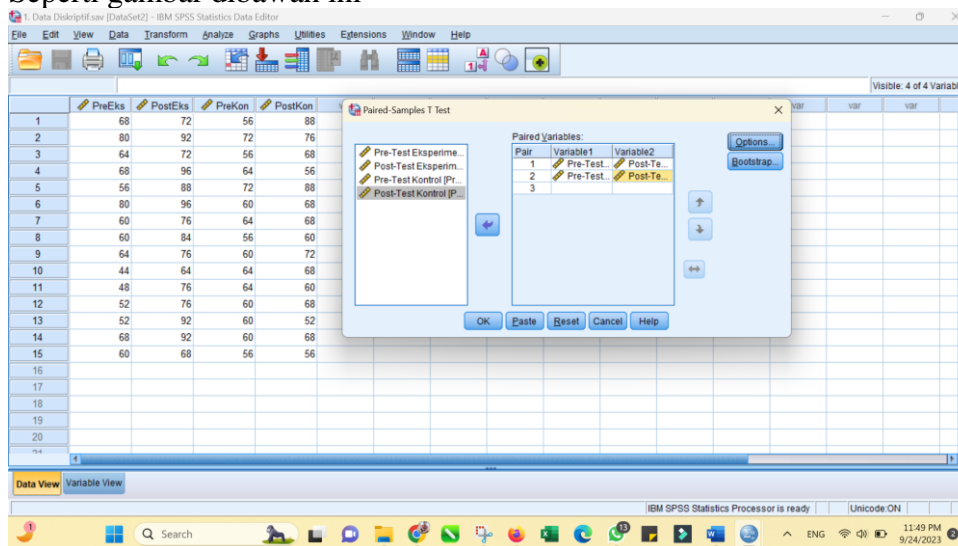 Seperti gambar dibawah ini
1. Data Diskriptif.sav [DataSet2] - IBM SPSS Statistics Data Editor
File Edit View Data Transform Analyze Graphs Utilities Extensions Window Help
Visible: 4 of 4 Variabl
PreEks PostEks PreKon PostKon var var var
1 68 72 56 88
2 80 92 72 76
3 64 72 56 68
4 68 96 64 56
5 56 88 72 88
6 80 96 60 68
7 60 76 64 68
8 60 84 56 60
9 64 76 60 72
10 44 64 64 68
11 48 76 64 60
12 52 76 60 68
13 52 92 60 52
14 68 92 60 68
15 60 68 56 56
16
17
18
19
20
21
Paired-Samples T Test
Paired Variables:
Pair Variable1 Variable2
1 Pre-Test... Post-Te...
2 Pre-Test... Post-Te...
3
Pre-Test Eksperime...
Post-Test Eksperim...
Pre-Test Kontrol [Pr...
Post-Test Kontrol [P...
Options...
Bootstrap...
OK Paste Reset Cancel Help
Data View Variable View
IBM SPSS Statistics Processor is ready Unicode:ON
1 Search 13 ENG 11:49 PM
9/24/2023 2